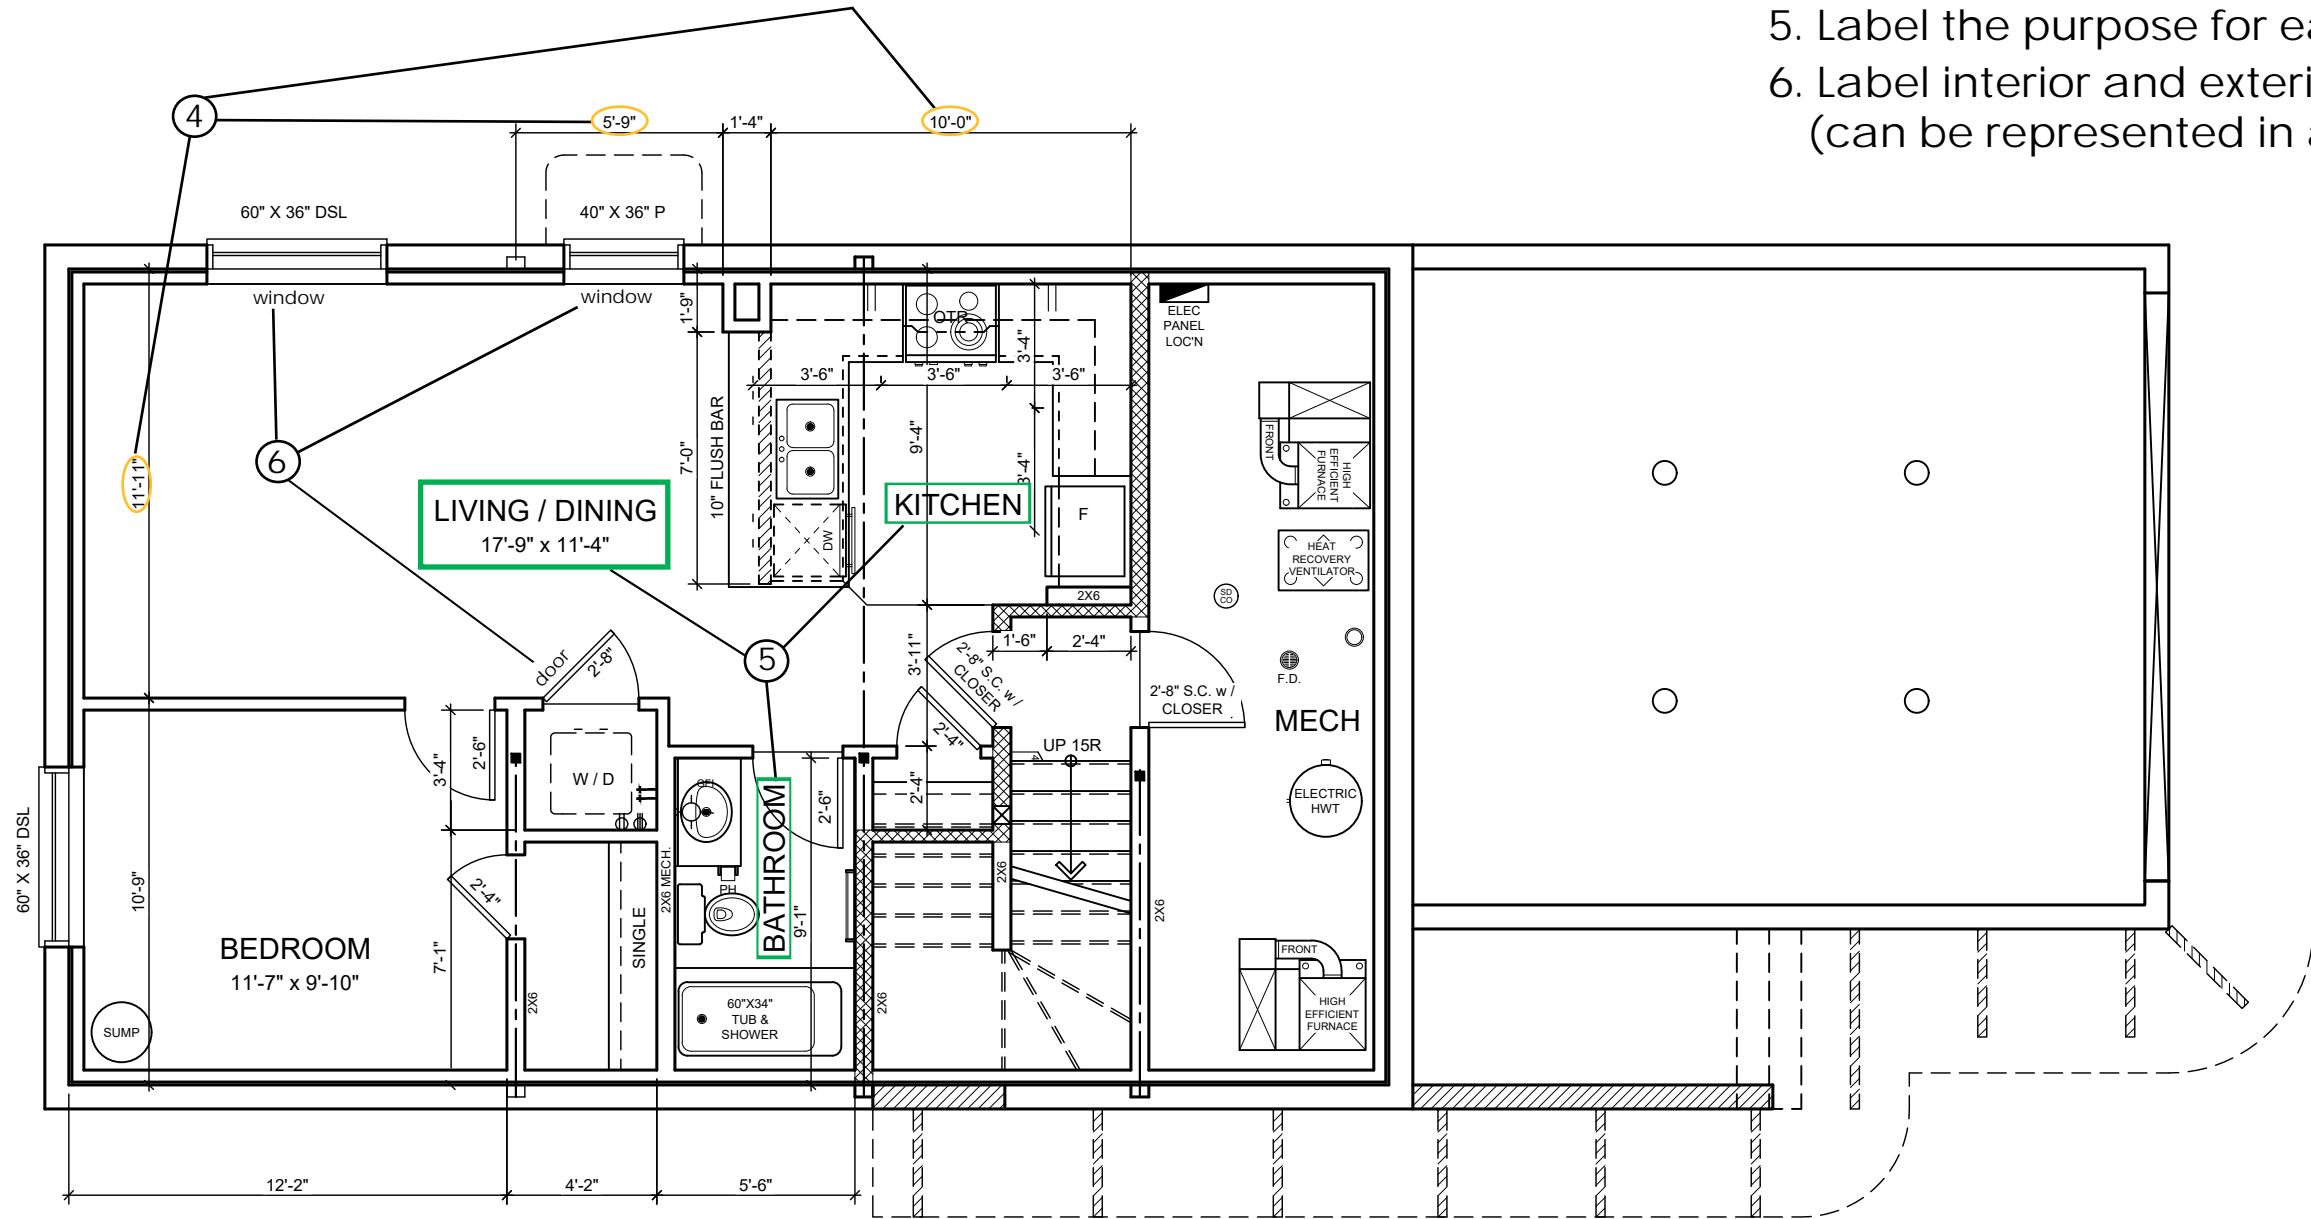 5. Label the purpose for ea
6. Label interior and exteri
(can be represented in a
4
5'-9"
1'-4"
10'-0"
60" X 36" DSL
40" X 36" P
window
window
1'-9"
OTR
3'-4"
ELEC
PANEL
LOC'N
3'-6"
3'-6"
3'-6"
10" FLUSH BAR
7'-0"
9'-4"
3'-4"
FRONT
HIGH
EFFICIENT
FURNACE
6
11'-11"
LIVING / DINING
17'-9" x 11'-4"
KITCHEN
F
DW
HEAT
RECOVERY
VENTILATOR
2X6
SD
CO
5
door
2'-8"
3'-11"
1'-6"
2'-4"
2'-8" S.C. w /
CLOSER
2'-8" S.C. w /
CLOSER
F.D.
MECH
2'-4"
UP 15R
3'-4"
2'-6"
W / D
GFI
2'-6"
2'-4"
ELECTRIC
HWT
60" X 36" DSL
10'-9"
2'-4"
2X6 MECH.
PH
BATHROOM
9'-1"
2X6
2X6
BEDROOM
11'-7" x 9'-10"
7'-1"
SINGLE
FRONT
SUMP
2X6
60"X34"
TUB &
SHOWER
2X6
HIGH
EFFICIENT
FURNACE
12'-2"
4'-2"
5'-6"